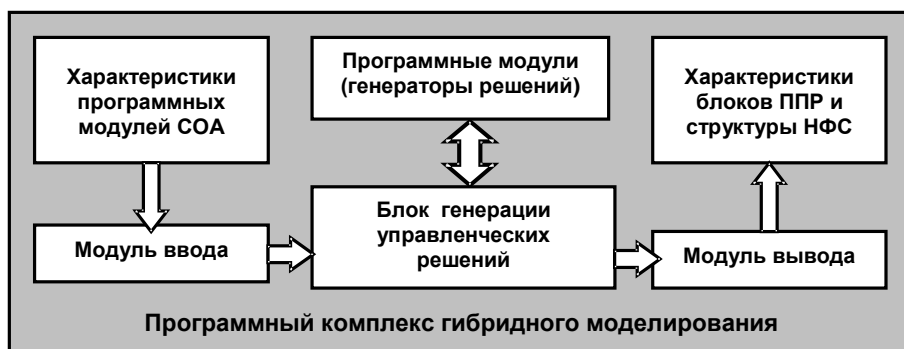 Характеристики
программных
модулей СОА
Программные модули
(генераторы решений)
Характеристики
блоков ППР и
структуры НФС
Модуль ввода
Блок генерации
управленческих
решений
Модуль вывода
Программный комплекс гибридного моделирования